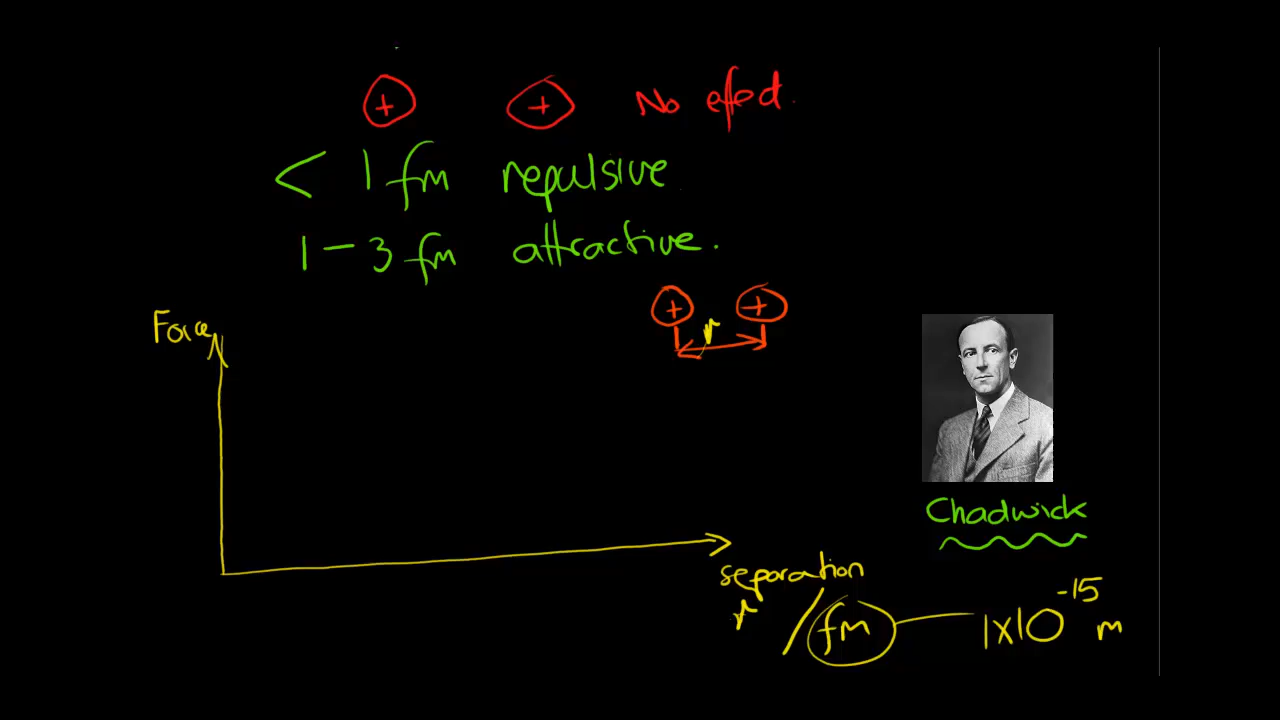 + + No effect.
< 1 fm repulsive
1 - 3 fm attractive.
+ +
r
Force
Chadwick
separation
r / fm
1x10^-15 m